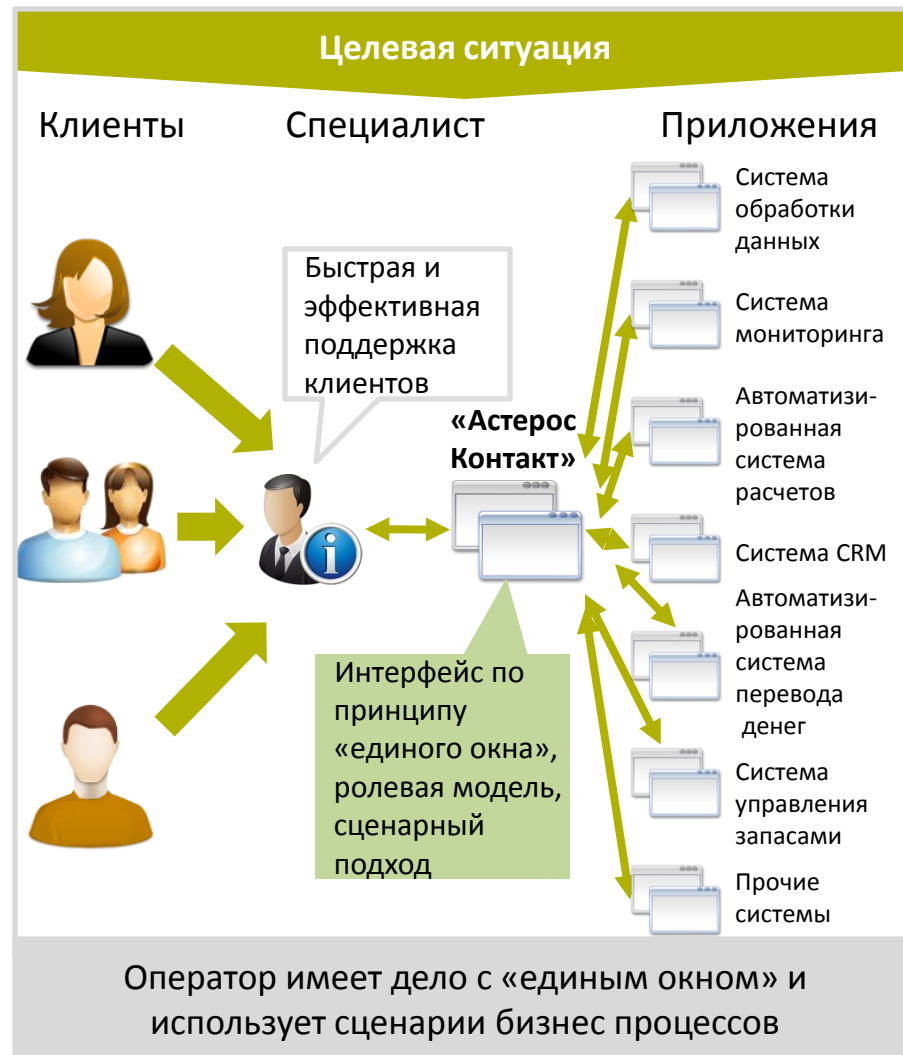 Целевая ситуация
Клиенты
Специалист
Приложения
Быстрая и
эффективная
поддержка
клиентов
«Астерос
Контакт»
Интерфейс по
принципу
«единого окна»,
ролевая модель,
сценарный
подход
Система
обработки
данных
Система
мониторинга
Автоматизи-
рованная
система
расчетов
Система CRM
Автоматизи-
рованная
система
перевода
денег
Система
управления
запасами
Прочие
системы
Оператор имеет дело с «единым окном» и
использует сценарии бизнес процессов